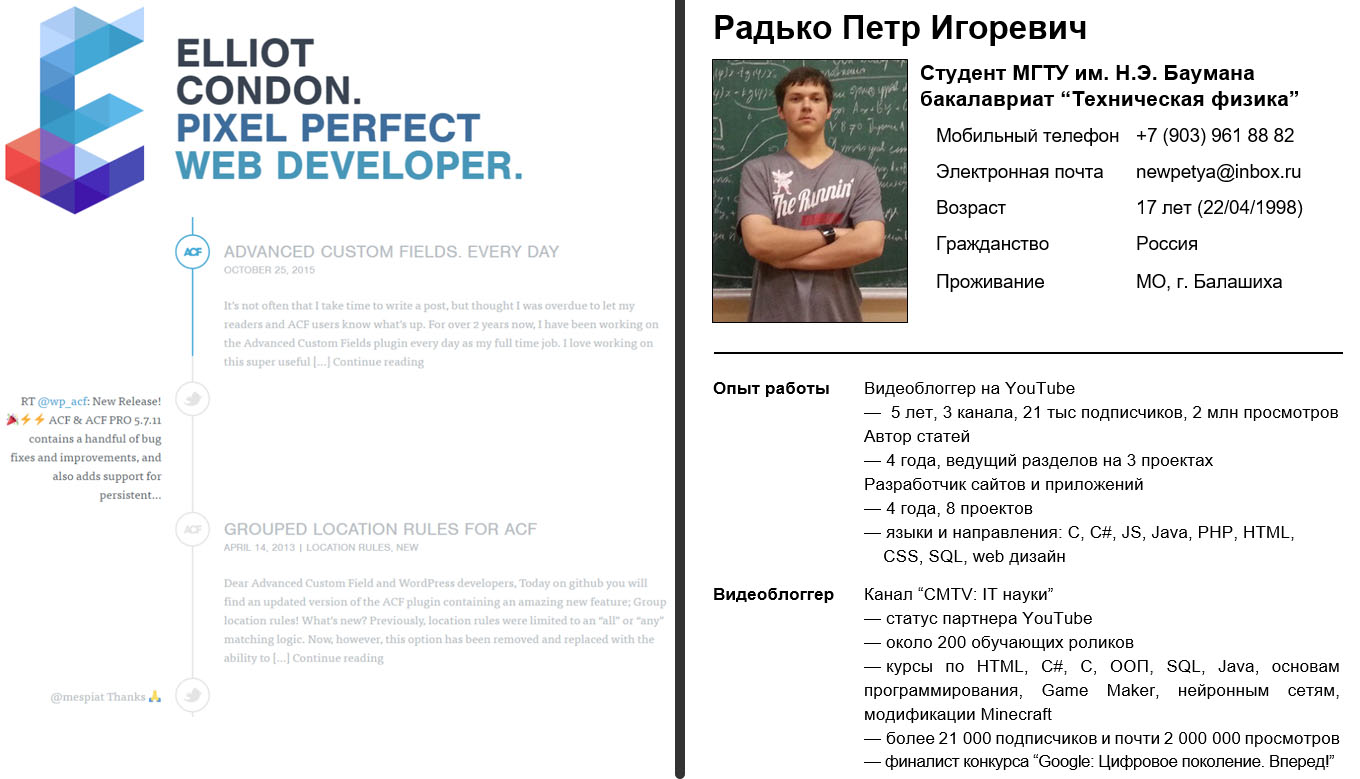 ELLIOT
CONDON.
PIXEL PERFECT
WEB DEVELOPER.
ACF
ADVANCED CUSTOM FIELDS. EVERY DAY
OCTOBER 25, 2015
It's not often that I take time to write a post, but thought I was overdue to let my
readers and ACF users know what's up. For over 2 years now, I have been working on
the Advanced Custom Fields plugin every day as my full time job. I love working on
this super useful [...] Continue reading
RT @wp_acf: New Release!
🎉⚡⚡ ACF & ACF PRO 5.7.11
contains a handful of bug
fixes and improvements, and
also adds support for
persistent…
ACF
GROUPED LOCATION RULES FOR ACF
APRIL 14, 2013 | LOCATION RULES, NEW
Dear Advanced Custom Field and WordPress developers, Today on github you will
find an updated version of the ACF plugin containing an amazing new feature; Group
location rules! What's new? Previously, location rules were limited to an “all” or “any”
matching logic. Now, however, this option has been removed and replaced with the
ability to [...] Continue reading
@mespiat Thanks 🙏
Радько Петр Игоревич
The Runnin'
Студент МГТУ им. Н.Э. Баумана
бакалавриат “Техническая физика”
Мобильный телефон +7 (903) 961 88 82
Электронная почта newpetya@inbox.ru
Возраст 17 лет (22/04/1998)
Гражданство Россия
Проживание МО, г. Балашиха
Опыт работы Видеоблоггер на YouTube
— 5 лет, 3 канала, 21 тыс подписчиков, 2 млн просмотров
Автор статей
— 4 года, ведущий разделов на 3 проектах
Разработчик сайтов и приложений
— 4 года, 8 проектов
— языки и направления: C, C#, JS, Java, PHP, HTML,
CSS, SQL, web дизайн
Видеоблоггер Канал “CMTV: IT науки”
— статус партнера YouTube
— около 200 обучающих роликов
— курсы по HTML, C#, C, ООП, SQL, Java, основам
программирования, Game Maker, нейронным сетям,
модификации Minecraft
— более 21 000 подписчиков и почти 2 000 000 просмотров
— финалист конкурса “Google: Цифровое поколение. Вперед!”